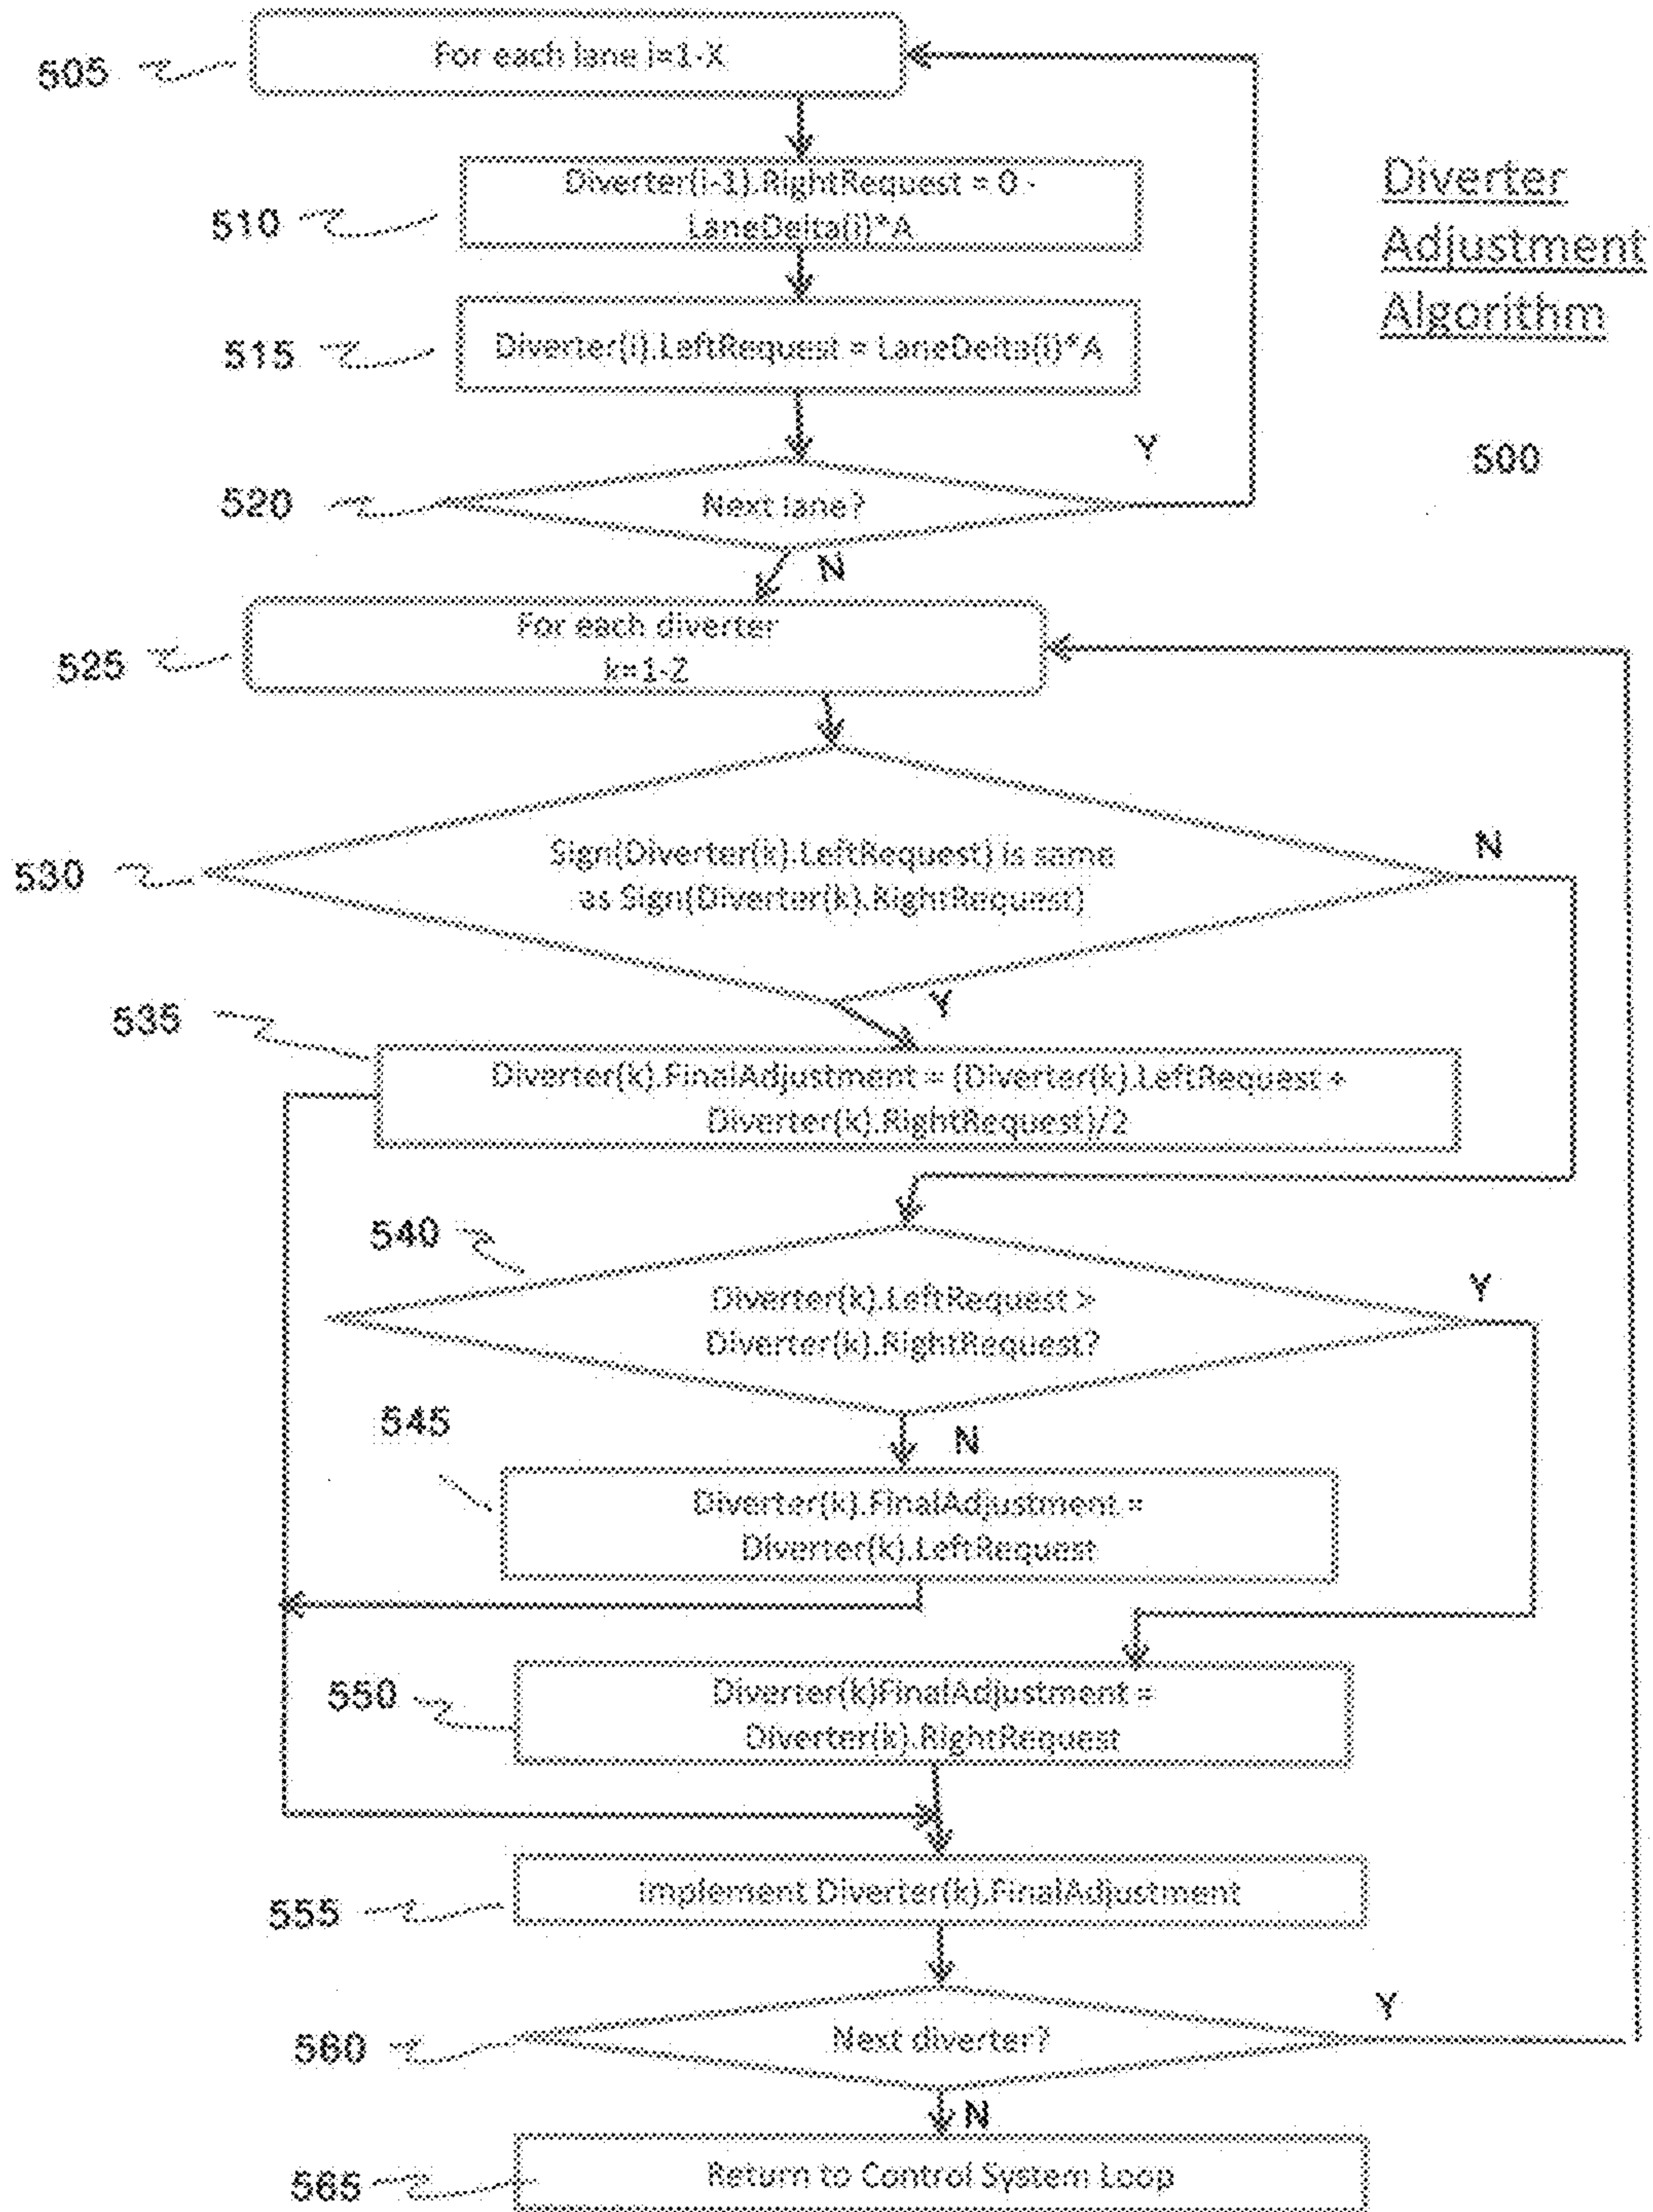 505
For each lane i=1-X
510
Diverter(i-1).RightRequest = 0 -
LaneDelta(i)*A
Diverter
Adjustment
Algorithm
515
Diverter(i).LeftRequest = LaneDelta(i)*A
Y
500
520
Next lane?
N
525
For each diverter
k=1-Z
530
Sign(Diverter(k).LeftRequest) is same
as Sign(Diverter(k).RightRequest)
N
Y
535
Diverter(k).FinalAdjustment = (Diverter(k).LeftRequest +
Diverter(k).RightRequest)/2
540
Diverter(k).LeftRequest >
Diverter(k).RightRequest?
Y
545
N
Diverter(k).FinalAdjustment =
Diverter(k).LeftRequest
550
Diverter(k)FinalAdjustment =
Diverter(k).RightRequest
555
Implement Diverter(k).FinalAdjustment
560
Next diverter?
Y
N
565
Return to Control System Loop